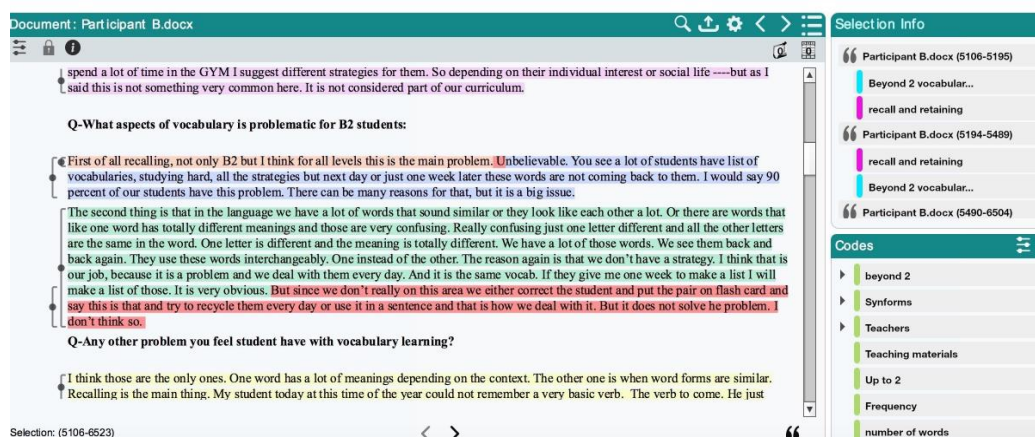 Document: Participant B.docx
spend a lot of time in the GYM I suggest different strategies for them. So depending on their individual interest or social life ----but as I
said this is not something very common here. It is not considered part of our curriculum.
Q-What aspects of vocabulary is problematic for B2 students:
First of all recalling, not only B2 but I think for all levels this is the main problem. Unbelievable. You see a lot of students have list of
vocabularies, studying hard, all the strategies but next day or just one week later these words are not coming back to them. I would say 90
percent of our students have this problem. There can be many reasons for that, but it is a big issue.
The second thing is that in the language we have a lot of words that sound similar or they look like each other a lot. Or there are words that
like one word has totally different meanings and those are very confusing. Really confusing just one letter different and all the other letters
are the same in the word. One letter is different and the meaning is totally different. We have a lot of those words. We see them back and
back again. They use these words interchangeably. One instead of the other. The reason again is that we don't have a strategy. I think that is
our job, because it is a problem and we deal with them every day. And it is the same vocab. If they give me one week to make a list I will
make a list of those. It is very obvious. But since we don't really on this area we either correct the student and put the pair on flash card and
say this is that and try to recycle them every day or use it in a sentence and that is how we deal with it. But it does not solve he problem. I
don't think so.
Q-Any other problem you feel student have with vocabulary learning?
I think those are the only ones. One word has a lot of meanings depending on the context. The other one is when word forms are similar.
Recalling is the main thing. My student today at this time of the year could not remember a very basic verb. The verb to come. He just
Selection: (5106-6523)
Selection Info
Participant B.docx (5106-5195)
Beyond 2 vocabular...
recall and retaining
Participant B.docx (5194-5489)
recall and retaining
Beyond 2 vocabular...
Participant B.docx (5490-6504)
Codes
beyond 2
Synforms
Teachers
Teaching materials
Up to 2
Frequency
number of words